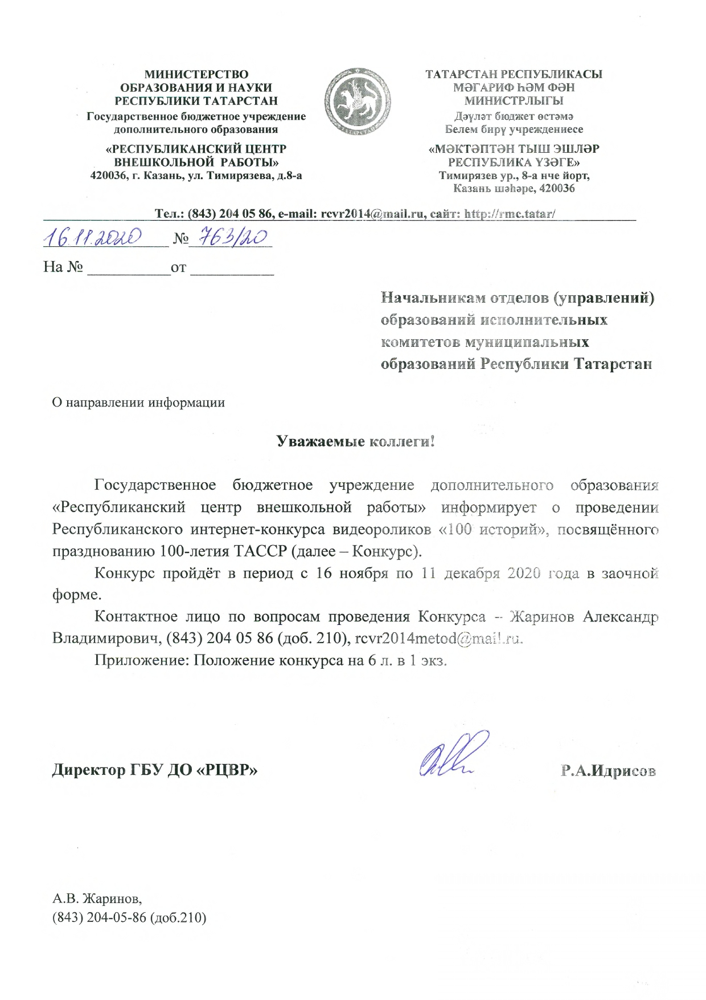 МИНИСТЕРСТВО
ОБРАЗОВАНИЯ И НАУКИ
РЕСПУБЛИКИ ТАТАРСТАН
Государственное бюджетное учреждение
дополнительного образования
«РЕСПУБЛИКАНСКИЙ ЦЕНТР
ВНЕШКОЛЬНОЙ РАБОТЫ»
420036, г. Казань, ул. Тимирязева, д.8-а
ТАТАРСТАН РЕСПУБЛИКАСЫ
МӘГАРИФ ҺӘМ ФӘН
МИНИСТРЛЫГЫ
Дәүләт бюджет өстәмә
Белем бирү учреждениесе
«МӘКТӘПТӘН ТЫШ ЭШЛӘР
РЕСПУБЛИКА ҮЗӘГЕ»
Тимирязев ур., 8-а нче йорт,
Казань шәһәре, 420036
Тел.: (843) 204 05 86, e-mail: rcvr2014@mail.ru, сайт: http://rmc.tatar/
16.11.2020 № 763/20
На № ___________от ___________
Начальникам отделов (управлений)
образований исполнительных
комитетов муниципальных
образований Республики Татарстан
О направлении информации
Уважаемые коллеги!
Государственное бюджетное учреждение дополнительного образования
«Республиканский центр внешкольной работы» информирует о проведении
Республиканского интернет-конкурса видеороликов «100 историй», посвящённого
празднованию 100-летия ТАССР (далее – Конкурс).
Конкурс пройдёт в период с 16 ноября по 11 декабря 2020 года в заочной
форме.
Контактное лицо по вопросам проведения Конкурса – Жаринов Александр
Владимирович, (843) 204 05 86 (доб. 210), rcvr2014metod@mail.ru.
Приложение: Положение конкурса на 6 л. в 1 экз.
Директор ГБУ ДО «РЦВР» Р.А.Идрисов
А.В. Жаринов,
(843) 204-05-86 (доб.210)